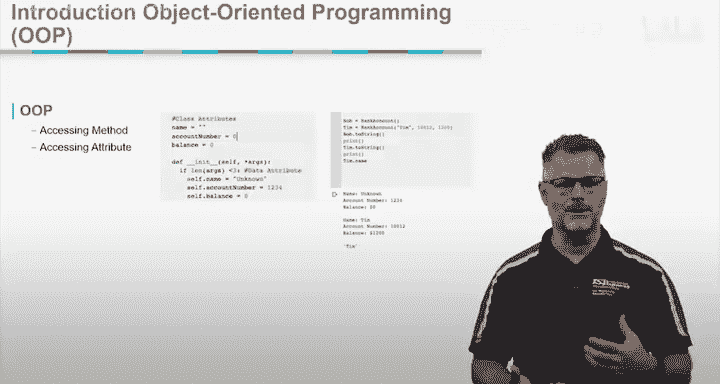 Introduction Object-Oriented Programming
(OOP)
OOP
– Accessing Method
– Accessing Attribute
#Class Attributes
name = ""
accountNumber = 0
balance = 0
def __init__(self, *args):
if len(args) <3: #Data Attribute
self.name = "Unknown"
self.accountNumber = 1234
self.balance = 0
Bob = BankAccount()
Tim = BankAccount("Tim", 10012, 1200)
Bob.toString()
print()
Tim.toString()
print()
Tim.name
Name: Unknown
Account Number: 1234
Balance: $0
Name: Tim
Account Number: 10012
Balance: $1200
'Tim'